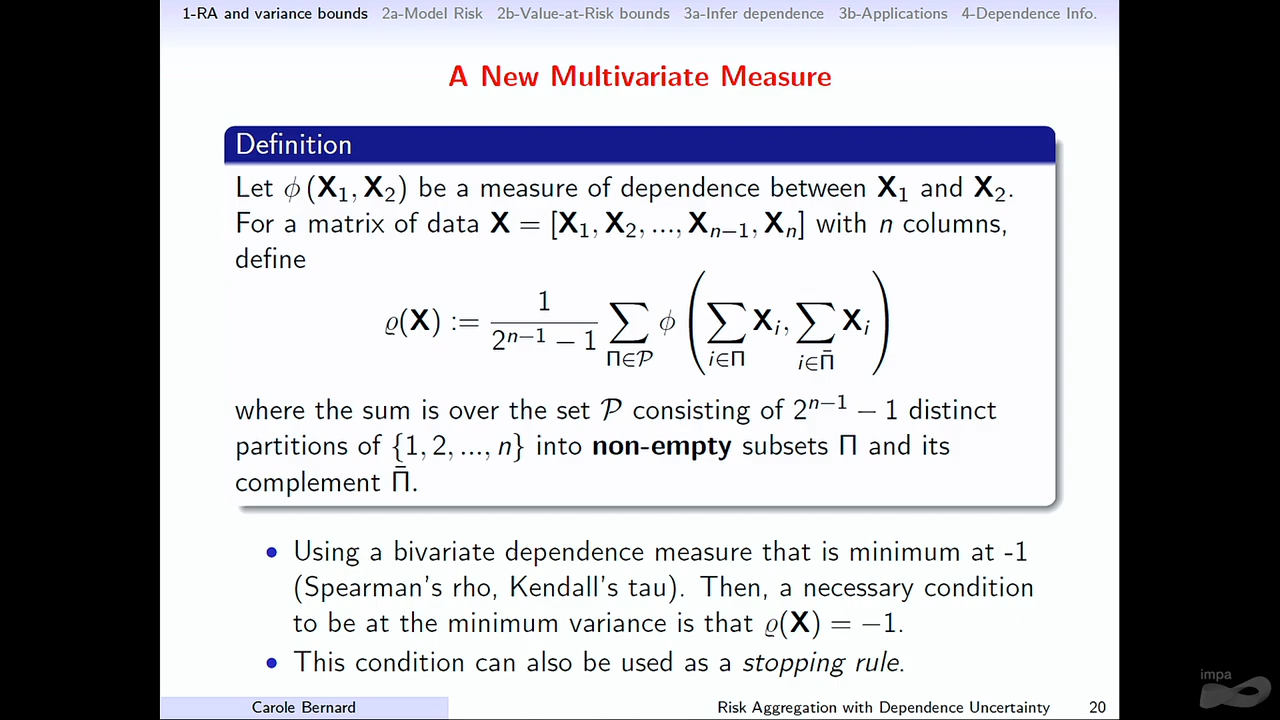 1-RA and variance bounds 2a-Model Risk 2b-Value-at-Risk bounds 3a-Infer dependence 3b-Applications 4-Dependence Info.
A New Multivariate Measure
Definition
Let ϕ (X₁, X₂) be a measure of dependence between X₁ and X₂.
For a matrix of data X = [X₁, X₂, ..., Xₙ₋₁, Xₙ] with n columns,
define
ϱ(X) := 1/(2ⁿ⁻¹ − 1) ∑_{Π∈𝒫} ϕ (∑_{i∈Π} Xᵢ, ∑_{i∈Π̄} Xᵢ)
where the sum is over the set 𝒫 consisting of 2ⁿ⁻¹ − 1 distinct
partitions of {1, 2, ..., n} into non-empty subsets Π and its
complement Π̄.
• Using a bivariate dependence measure that is minimum at -1
(Spearman's rho, Kendall's tau). Then, a necessary condition
to be at the minimum variance is that ϱ(X) = −1.
• This condition can also be used as a stopping rule.
impa
Carole Bernard Risk Aggregation with Dependence Uncertainty 20